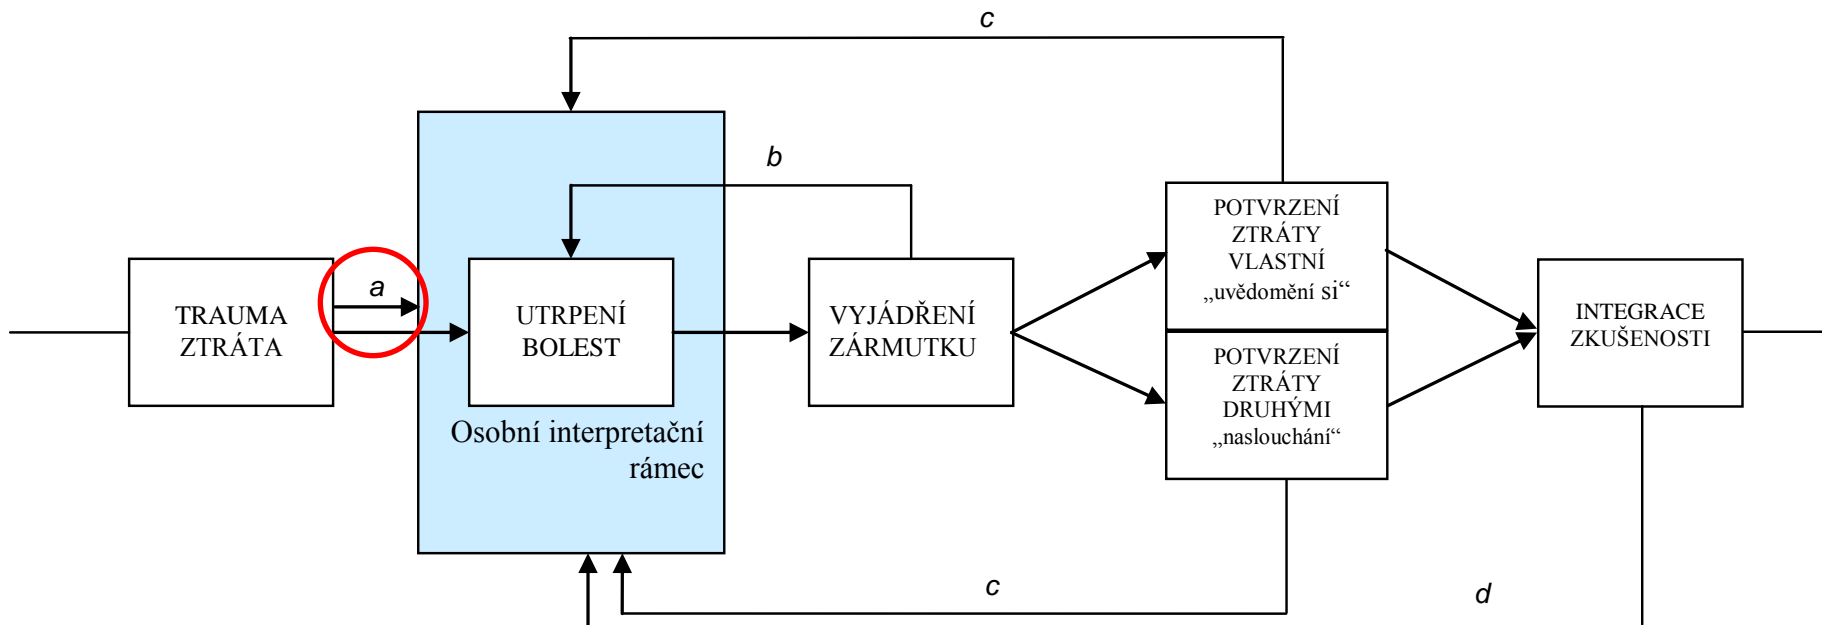 c
b
a
TRAUMA
ZTRÁTA
UTRPENÍ
BOLEST
Osobní interpretační
rámec
VYJÁDŘENÍ
ZÁRMUTKU
POTVRZENÍ
ZTRÁTY
VLASTNÍ
„uvědomění si“
POTVRZENÍ
ZTRÁTY
DRUHÝMI
„naslouchání“
INTEGRACE
ZKUŠENOSTI
c
d